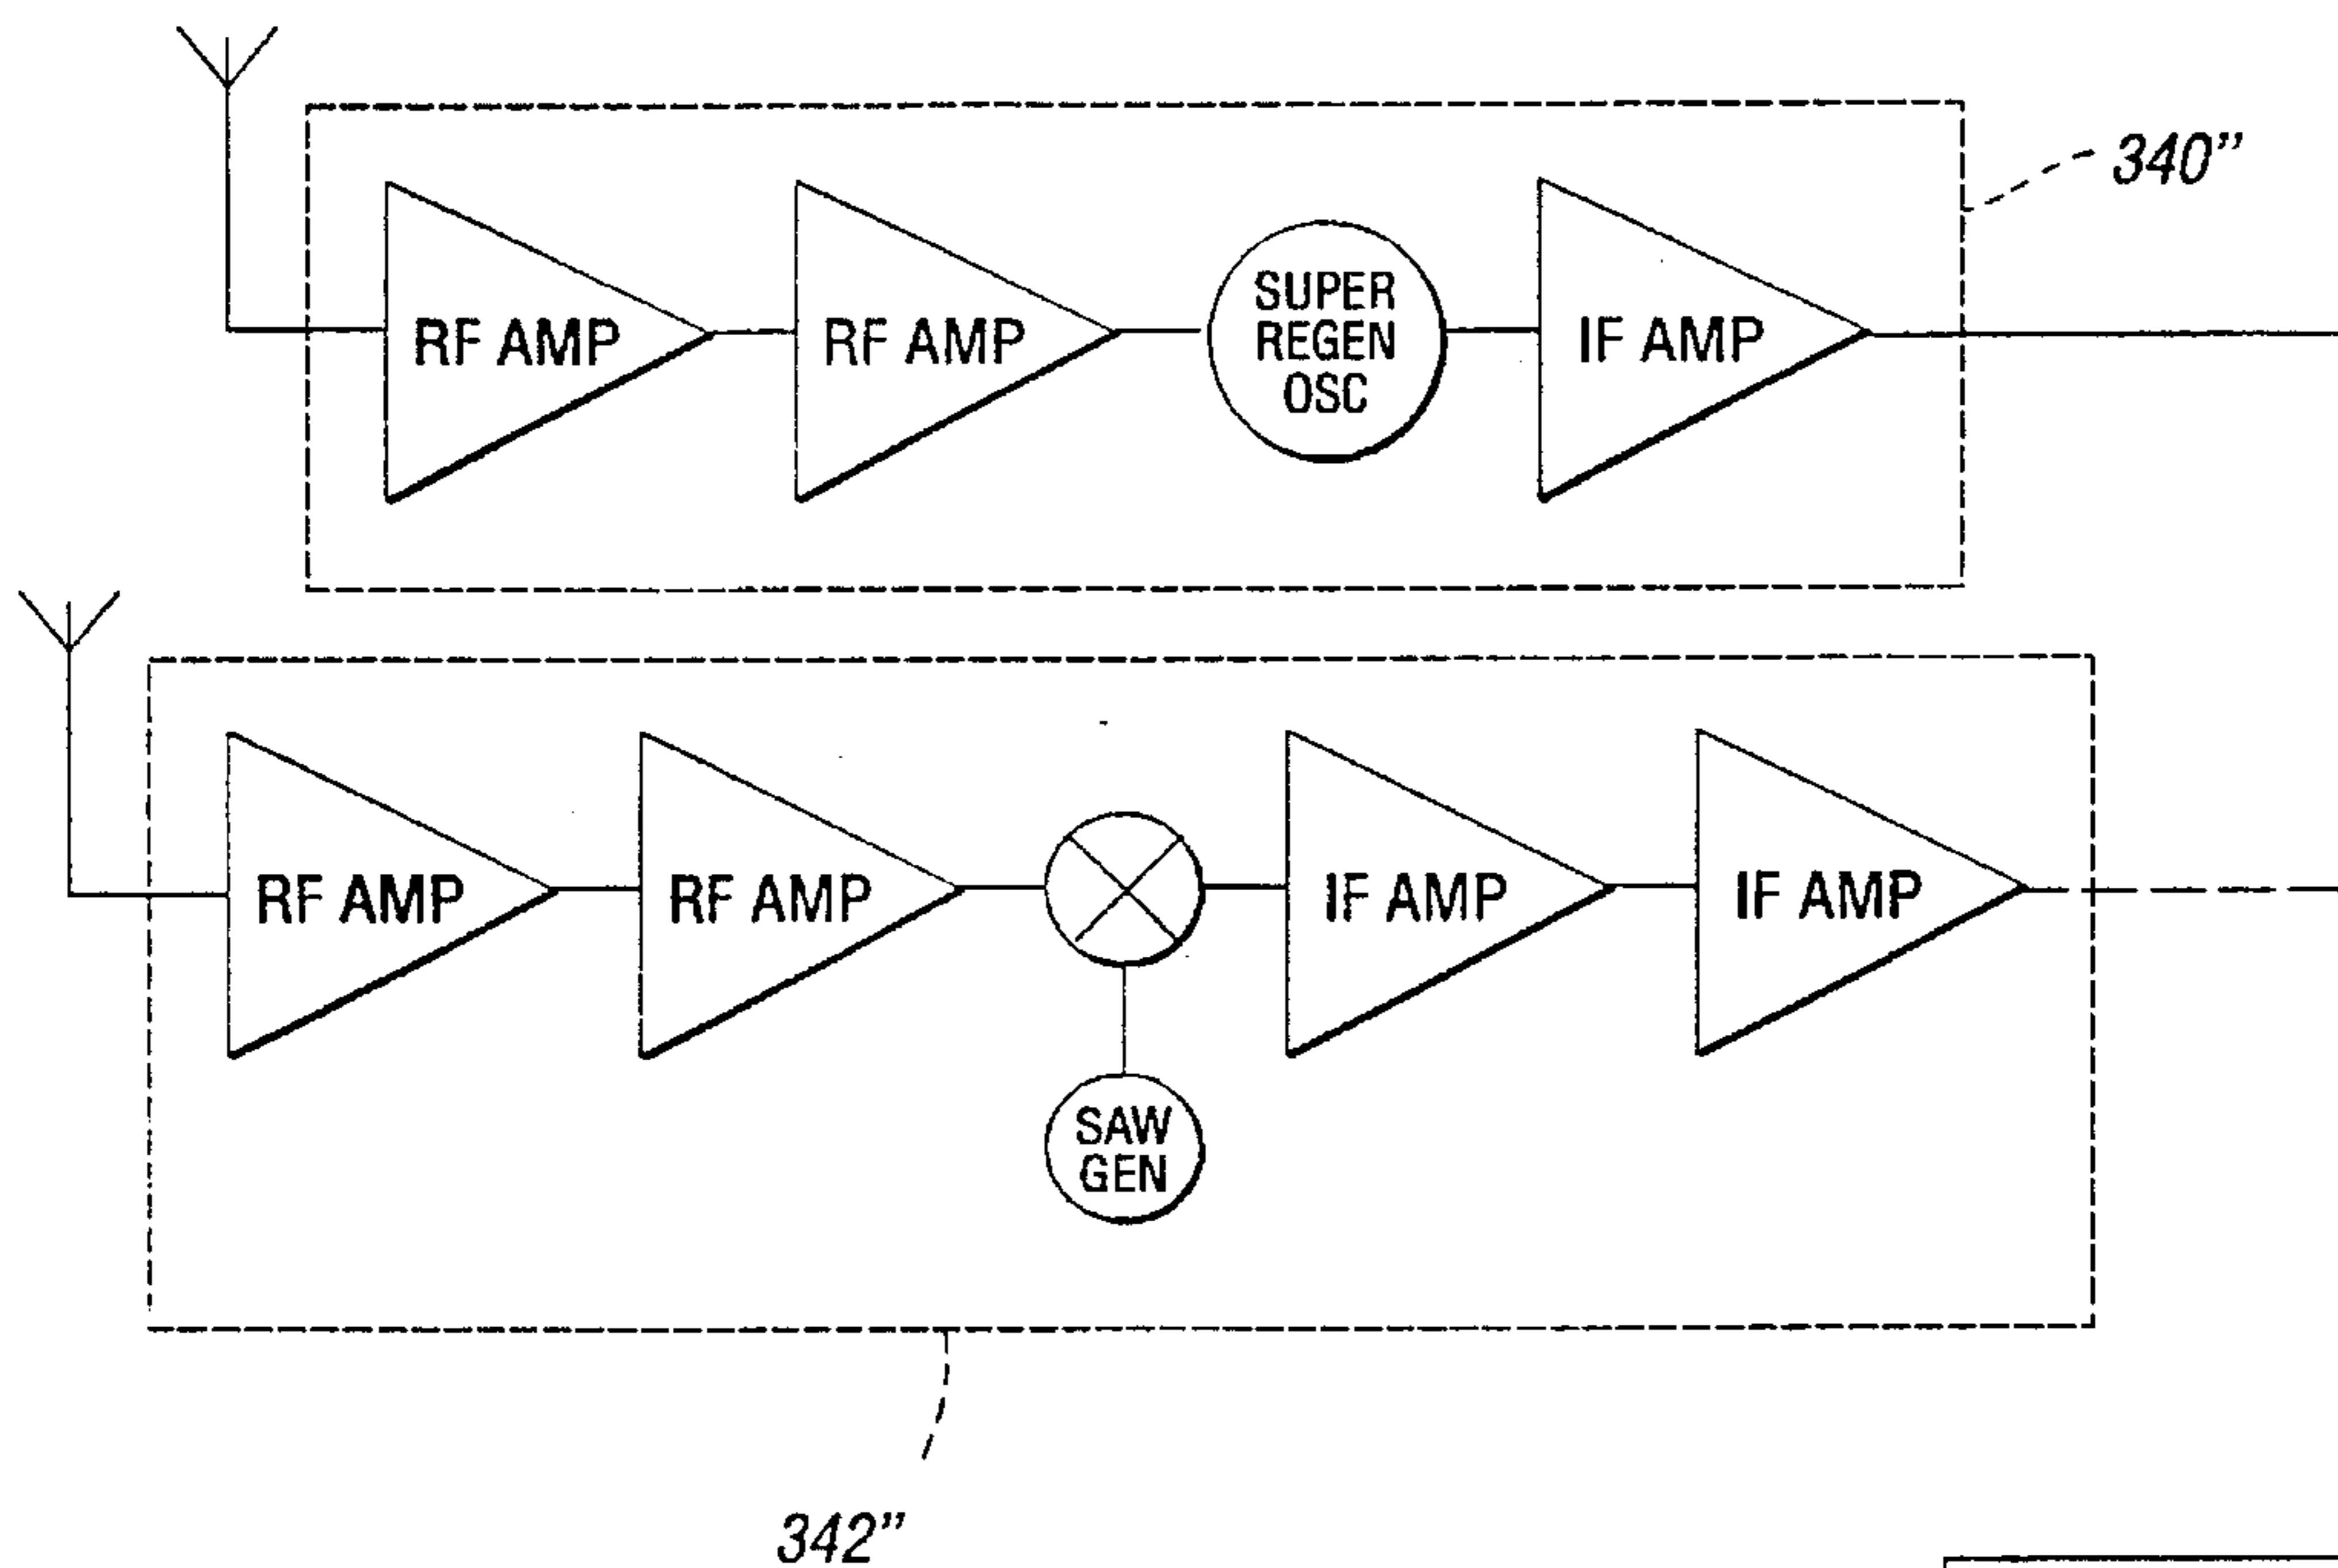 340”
RF AMP
RF AMP
SUPER
REGEN
OSC
IF AMP
RF AMP
RF AMP
IF AMP
IF AMP
SAW
GEN
342”